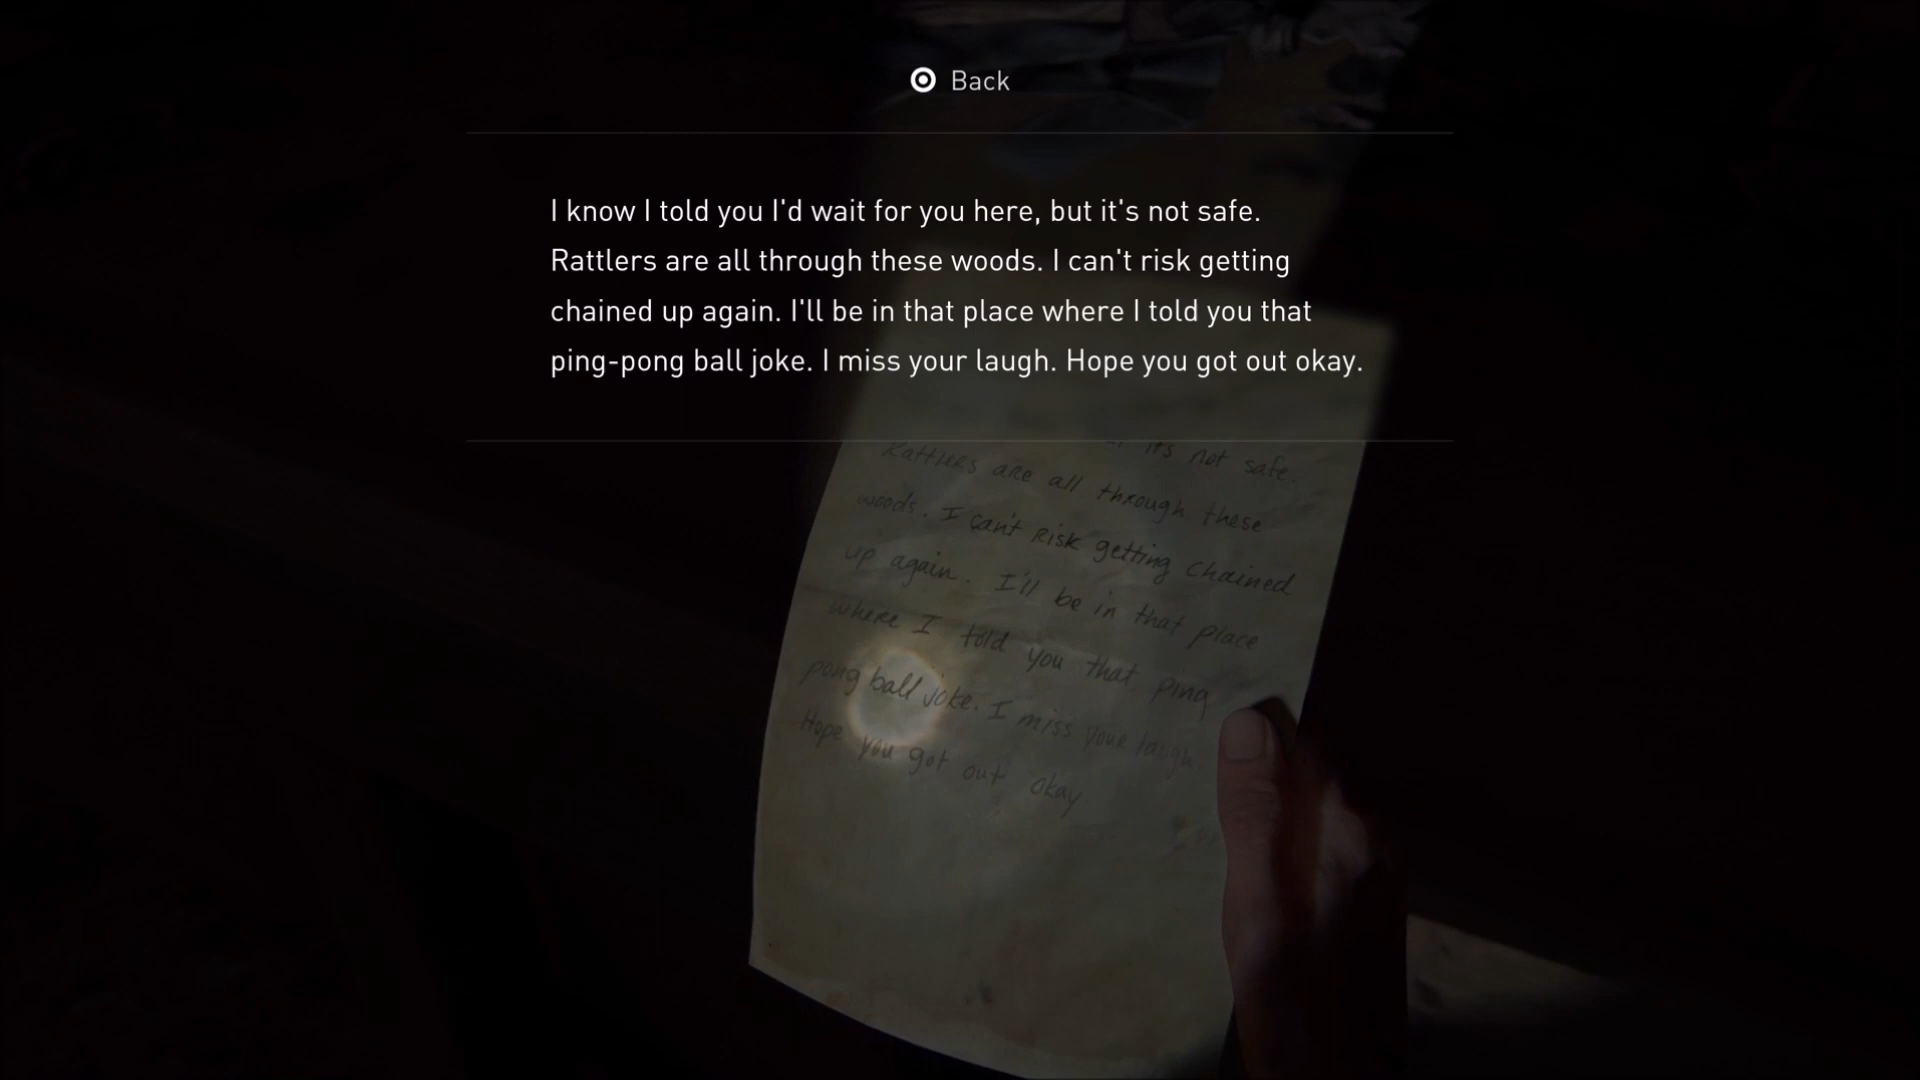 Back
I know I told you I'd wait for you here, but it's not safe.
Rattlers are all through these woods. I can't risk getting
chained up again. I'll be in that place where I told you that
ping-pong ball joke. I miss your laugh. Hope you got out okay.
it's not safe.
Rattlers are all through these
woods. I can't risk getting chained
up again. I'll be in that place
where I told you that ping
pong ball joke. I miss your laugh.
Hope you got out okay